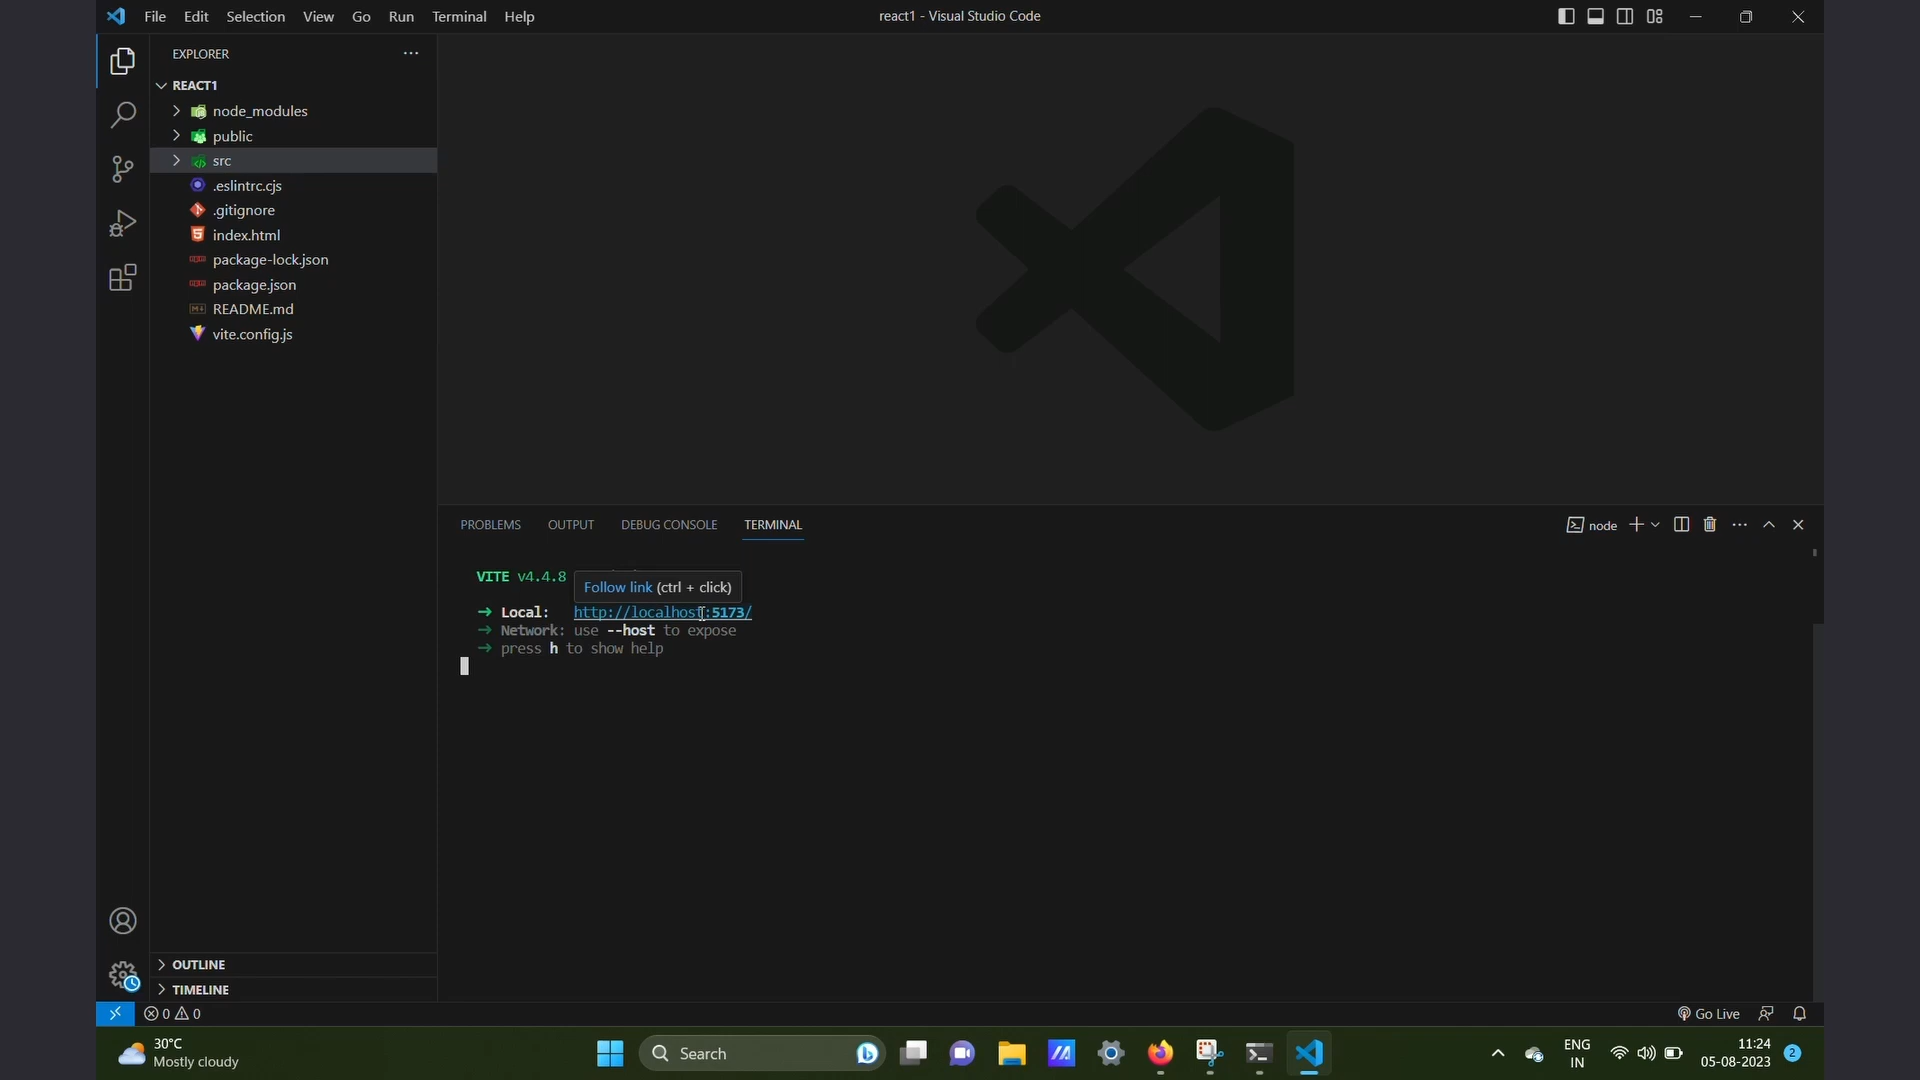 File Edit Selection View Go Run Terminal Help
react1 - Visual Studio Code
EXPLORER
REACT1
node_modules
public
src
.eslintrc.cjs
.gitignore
index.html
package-lock.json
package.json
README.md
vite.config.js
OUTLINE
TIMELINE
PROBLEMS OUTPUT DEBUG CONSOLE TERMINAL
node
VITE v4.4.8
Follow link (ctrl + click)
➜ Local: http://localhost:5173/
➜ Network: use --host to expose
➜ press h to show help
0 0
Go Live
30°C
Mostly cloudy
Search
ENG
IN
11:24
05-08-2023
2